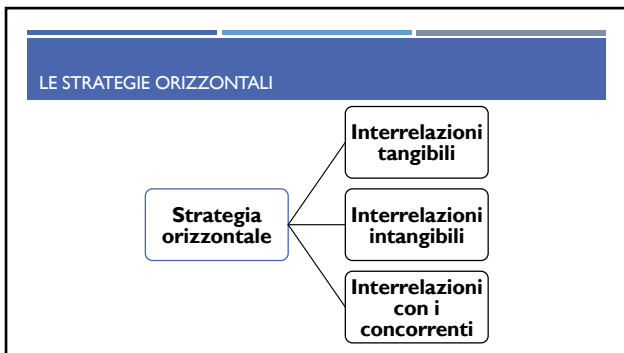 LE STRATEGIE ORIZZONTALI
Strategia
orizzontale
Interrelazioni
tangibili
Interrelazioni
intangibili
Interrelazioni
con i
concorrenti